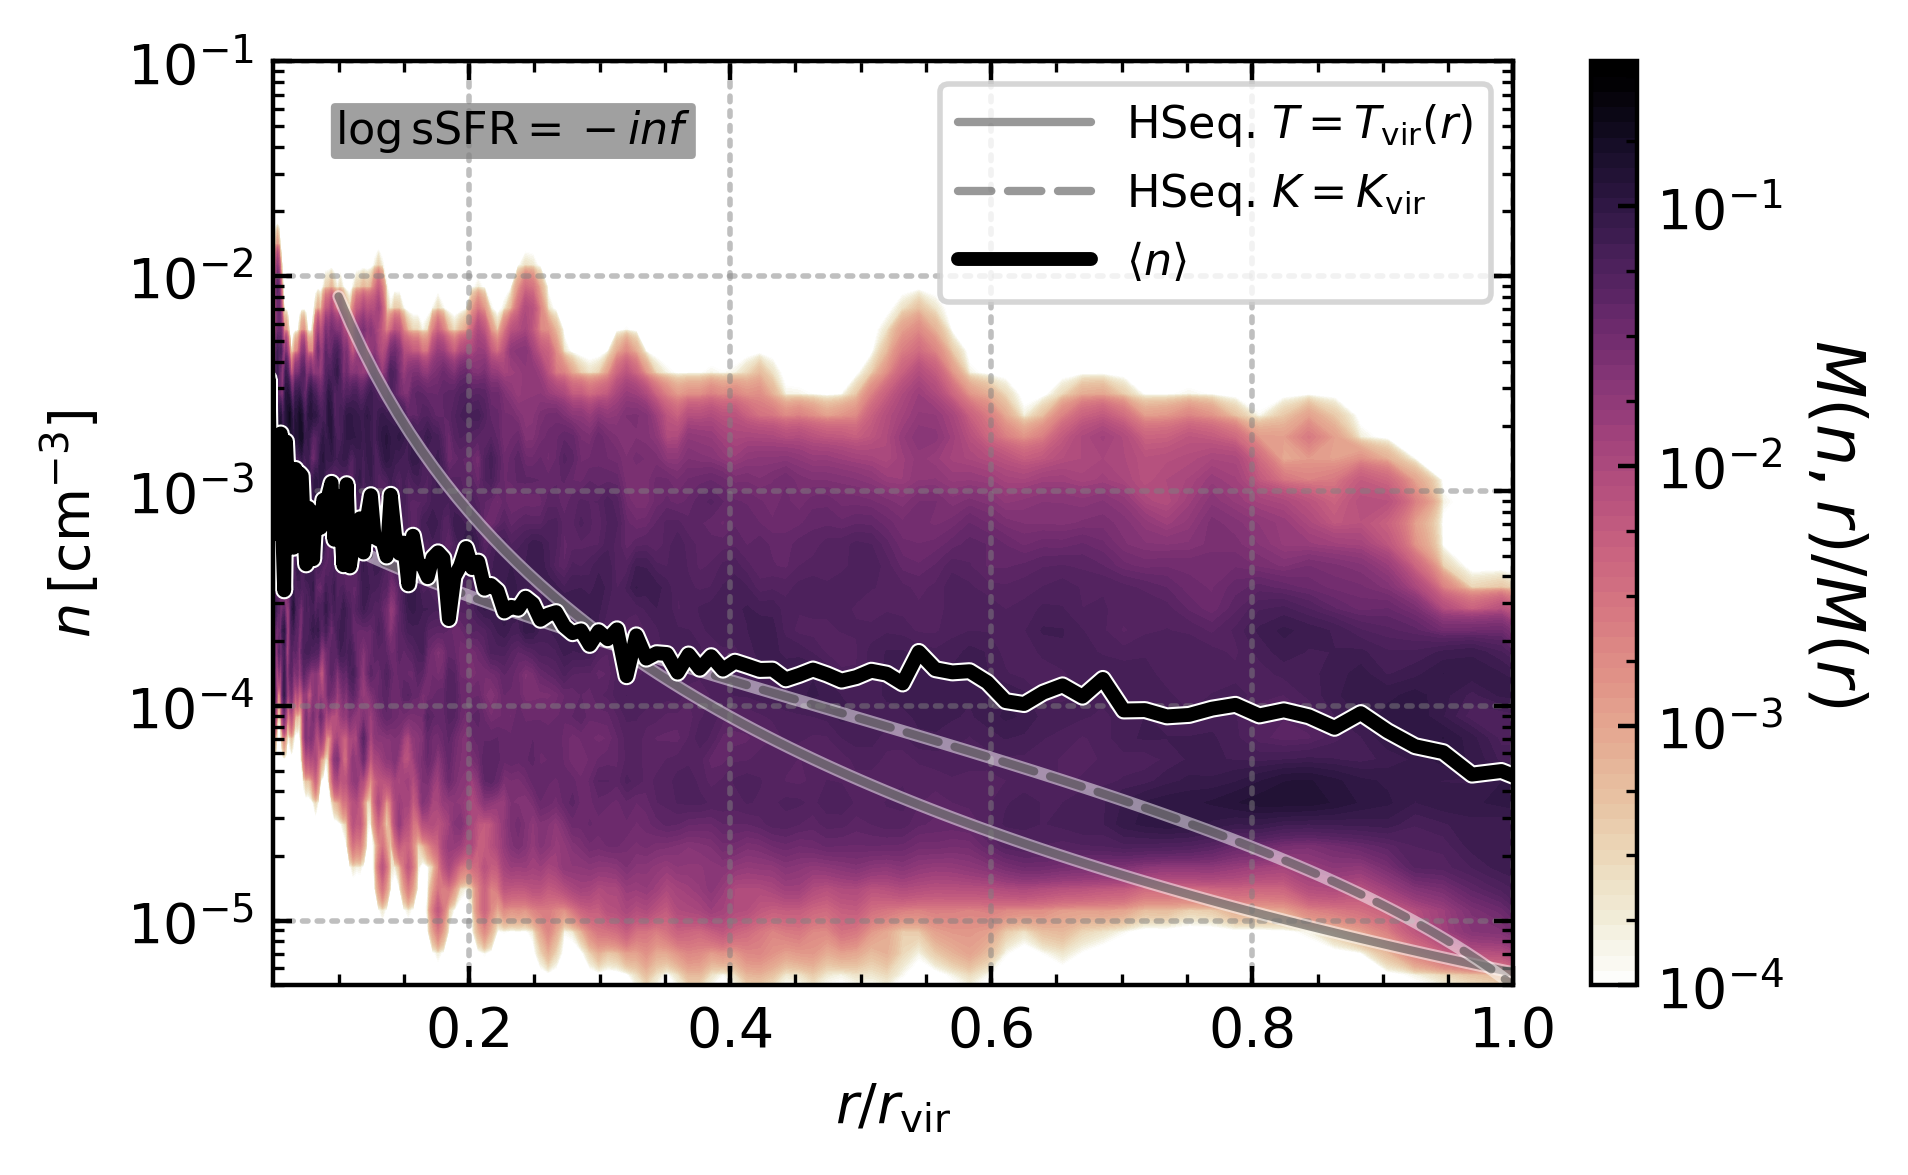 log sSFR = −inf
HSeq. T = T_vir(r)
HSeq. K = K_vir
⟨n⟩
n [cm⁻³]
10⁻¹
10⁻²
10⁻³
10⁻⁴
10⁻⁵
0.2 0.4 0.6 0.8 1.0
r/r_vir
10⁻¹
10⁻²
10⁻³
10⁻⁴
M(n, r)/M(r)